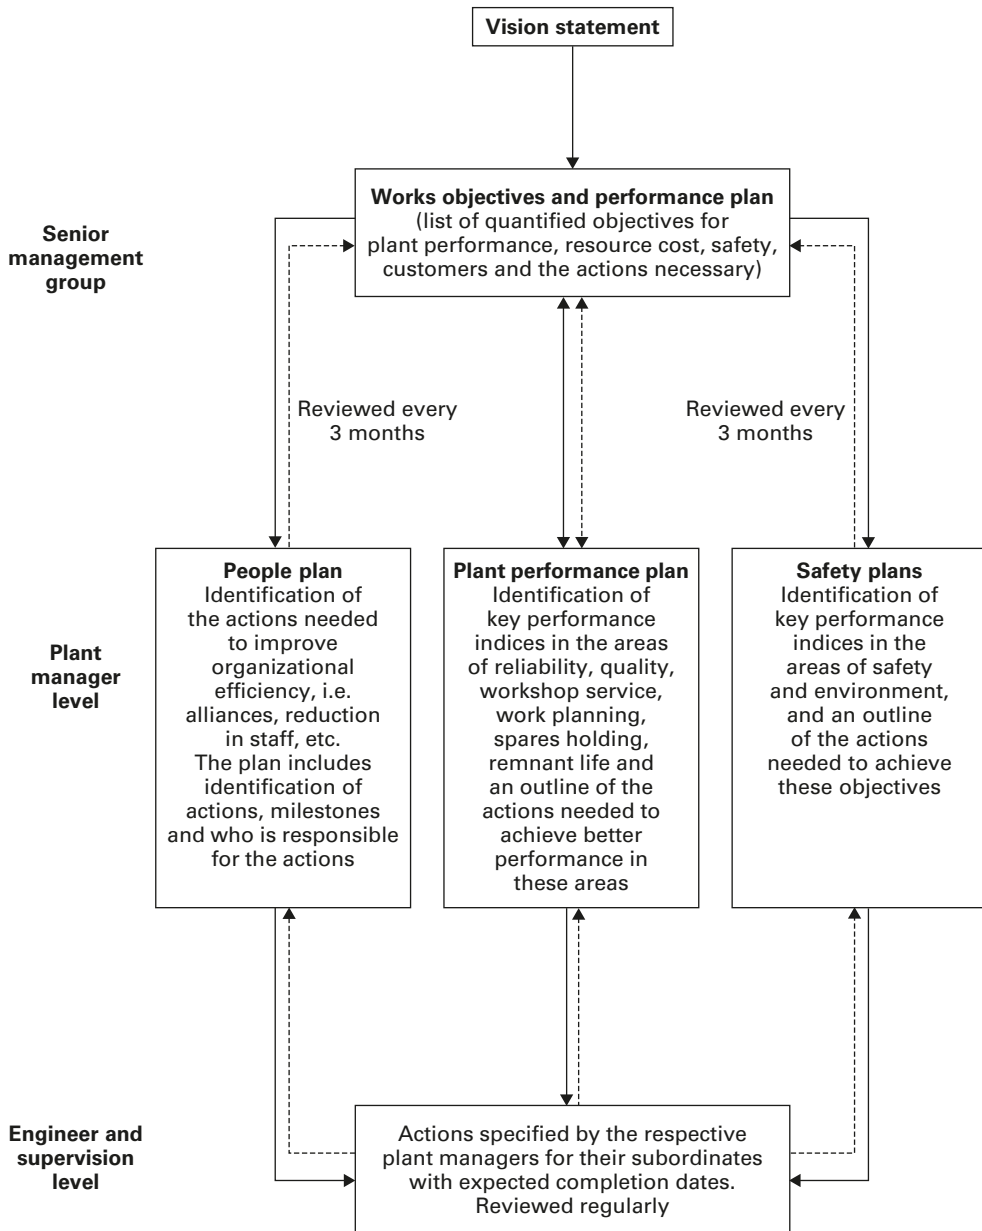 Vision statement
Works objectives and performance plan
(list of quantified objectives for
plant performance, resource cost, safety,
customers and the actions necessary)
Senior
management
group
Reviewed every
3 months
Reviewed every
3 months
Plant
manager
level
People plan
Identification of
the actions needed
to improve
organizational
efficiency, i.e.
alliances, reduction
in staff, etc.
The plan includes
identification of
actions, milestones
and who is responsible
for the actions
Plant performance plan
Identification of
key performance
indices in the areas
of reliability, quality,
workshop service,
work planning,
spares holding,
remnant life and
an outline of the
actions needed to
achieve better
performance in
these areas
Safety plans
Identification of
key performance
indices in the
areas of safety
and environment,
and an outline
of the actions
needed to achieve
these objectives
Engineer and
supervision
level
Actions specified by the respective
plant managers for their subordinates
with expected completion dates.
Reviewed regularly